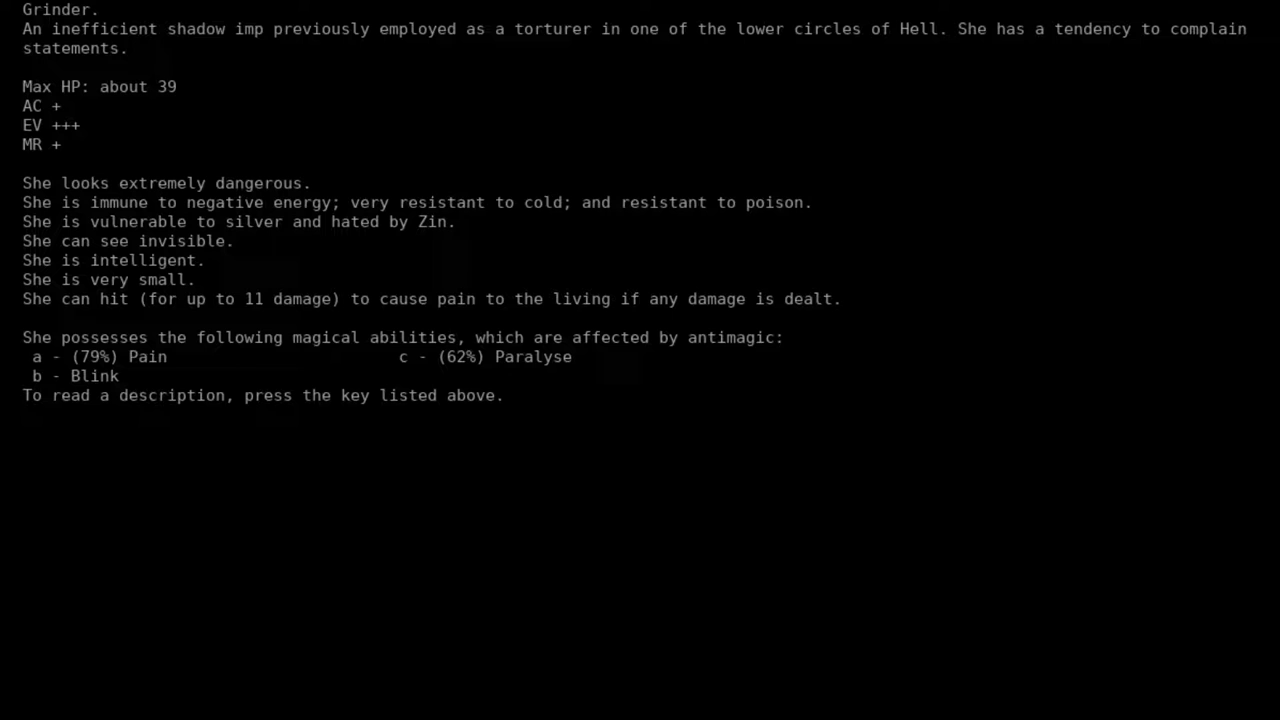 Grinder.
An inefficient shadow imp previously employed as a torturer in one of the lower circles of Hell. She has a tendency to complain
statements.
Max HP: about 39
AC +
EV +++
MR +
She looks extremely dangerous.
She is immune to negative energy; very resistant to cold; and resistant to poison.
She is vulnerable to silver and hated by Zin.
She can see invisible.
She is intelligent.
She is very small.
She can hit (for up to 11 damage) to cause pain to the living if any damage is dealt.
She possesses the following magical abilities, which are affected by antimagic:
a - (79%) Pain c - (62%) Paralyse
b - Blink
To read a description, press the key listed above.